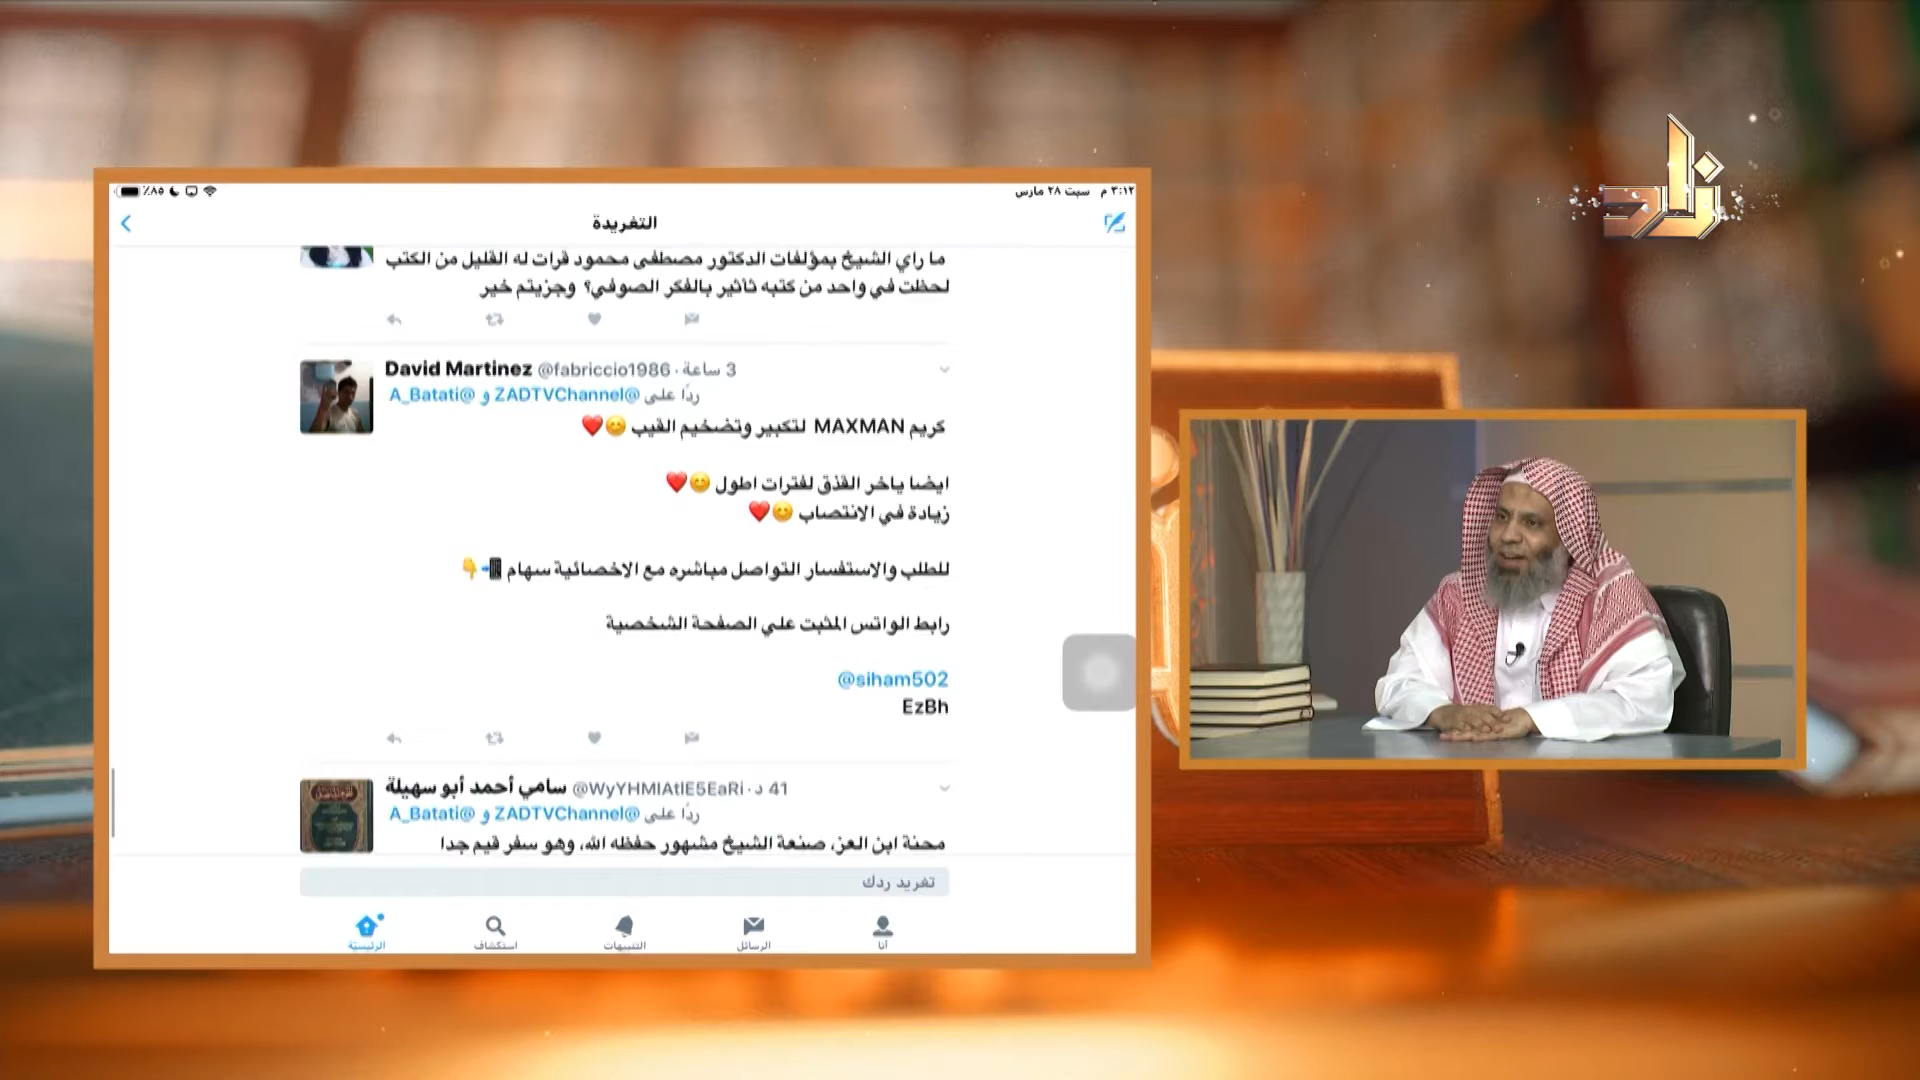 ٣:١٢ م سبت ٢٨ مارس
٪٨٥
التغريدة
ما راي الشيخ بمؤلفات الدكتور مصطفى محمود قرات له القليل من الكتب
لحظت في واحد من كتبه تأثير بالفكر الصوفي؟ وجزيتم خير
David Martinez @fabriccio1986 · 3 ساعة
ردًا على @ZADTVChannel و @A_Batati
كريم MAXMAN لتكبير وتضخيم القيب 😊❤️
ايضا ياخر القذق لفترات اطول 😊❤️
زيادة في الانتصاب 😊❤️
للطلب والاستفسار التواصل مباشره مع الاخصائية سهام 📲👇
رابط الواتس المثبت علي الصفحة الشخصية
@siham502
EzBh
سامي أحمد أبو سهيلة @WyYHMIAtlE5EaRi · 41 د
ردًا على @ZADTVChannel و @A_Batati
محنة ابن العز، صنعة الشيخ مشهور حفظه الله، وهو سفر قيم جدا
تغريد ردك
الرئيسية
استكشاف
التنبيهات
الرسائل
أنا
زاد